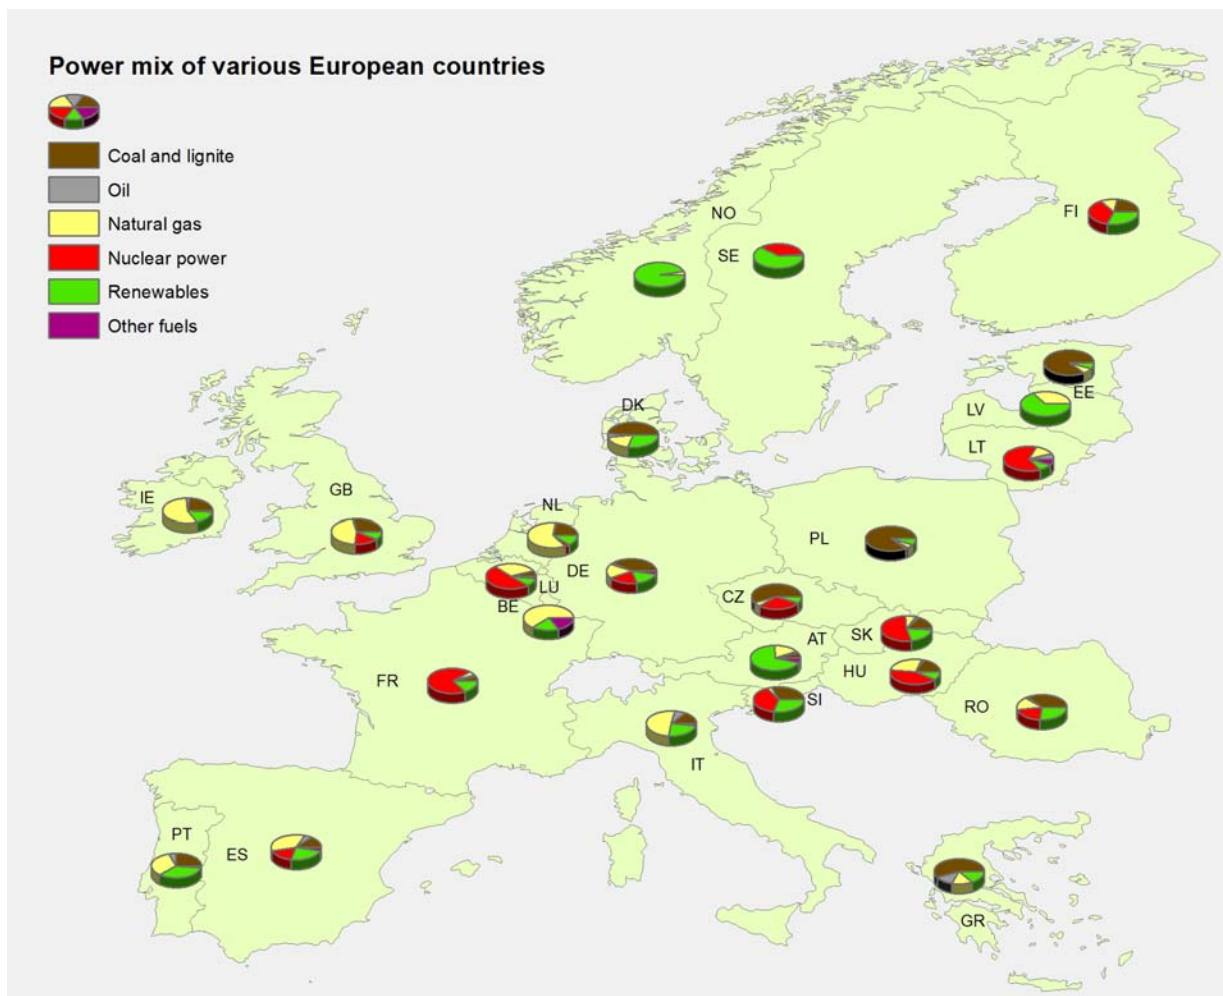 Power mix of various European countries
Coal and lignite
Oil
Natural gas
Nuclear power
Renewables
Other fuels
NO
FI
SE
EE
DK
LV
LT
IE
GB
NL
PL
DE
LU
CZ
BE
AT
SK
HU
FR
SI
RO
IT
PT
ES
GR